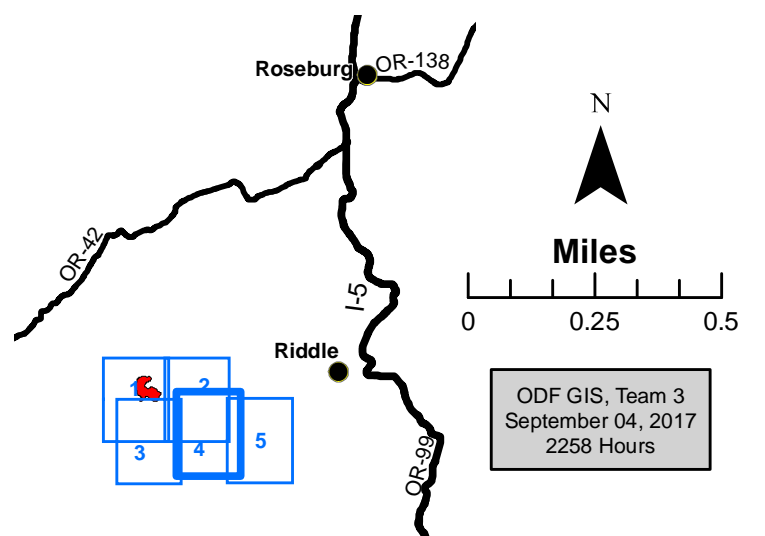 Roseburg
OR-138
N
OR-42
Miles
I-5
0 0.25 0.5
Riddle
ODF GIS, Team 3
September 04, 2017
2258 Hours
1 2
3 4 5
OR-99